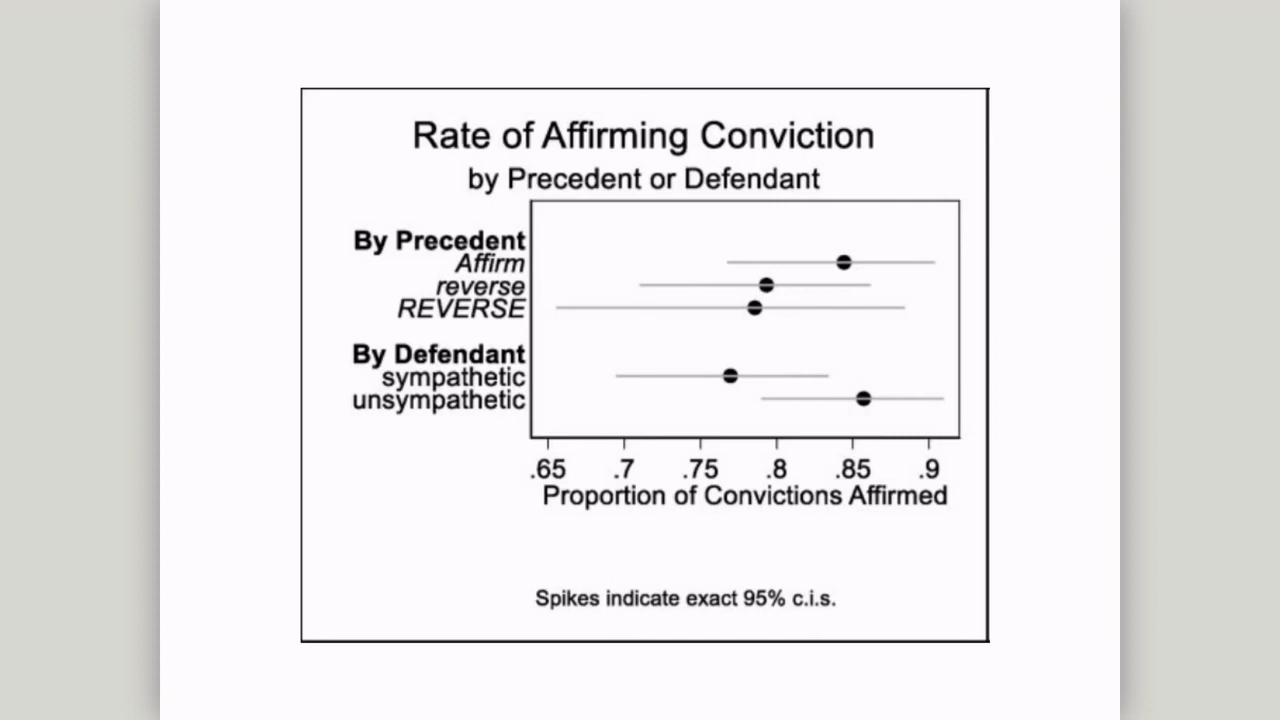 Rate of Affirming Conviction
by Precedent or Defendant
By Precedent
Affirm
reverse
REVERSE
By Defendant
sympathetic
unsympathetic
.65 .7 .75 .8 .85 .9
Proportion of Convictions Affirmed
Spikes indicate exact 95% c.i.s.